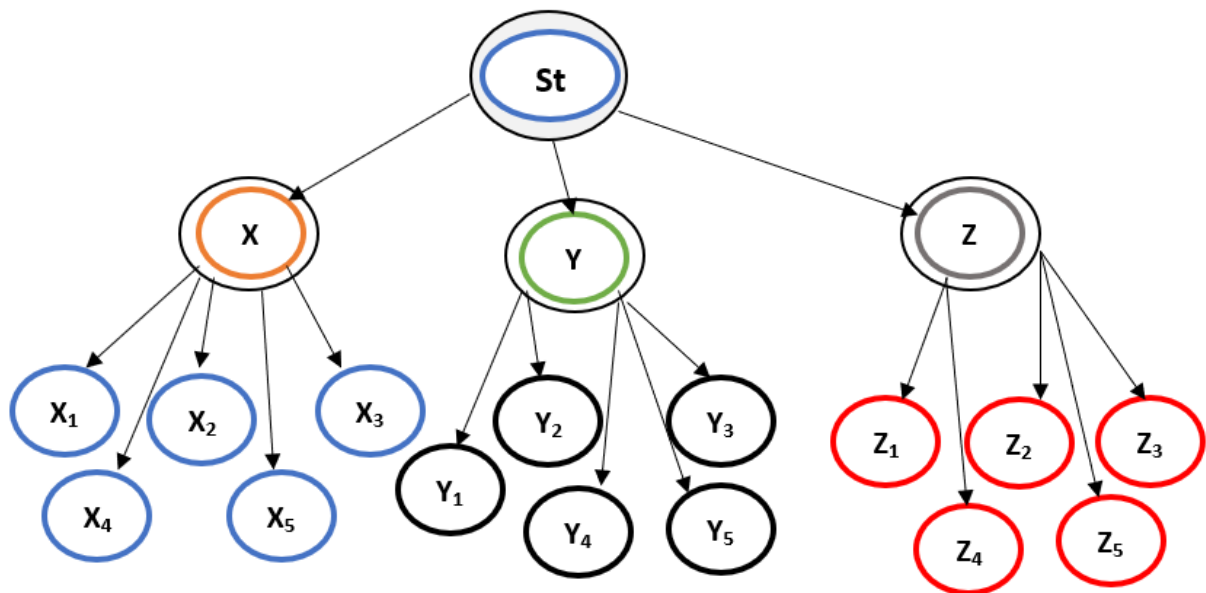 St
X
Y
Z
X₁
X₂
X₃
X₄
X₅
Y₁
Y₂
Y₃
Y₄
Y₅
Z₁
Z₂
Z₃
Z₄
Z₅